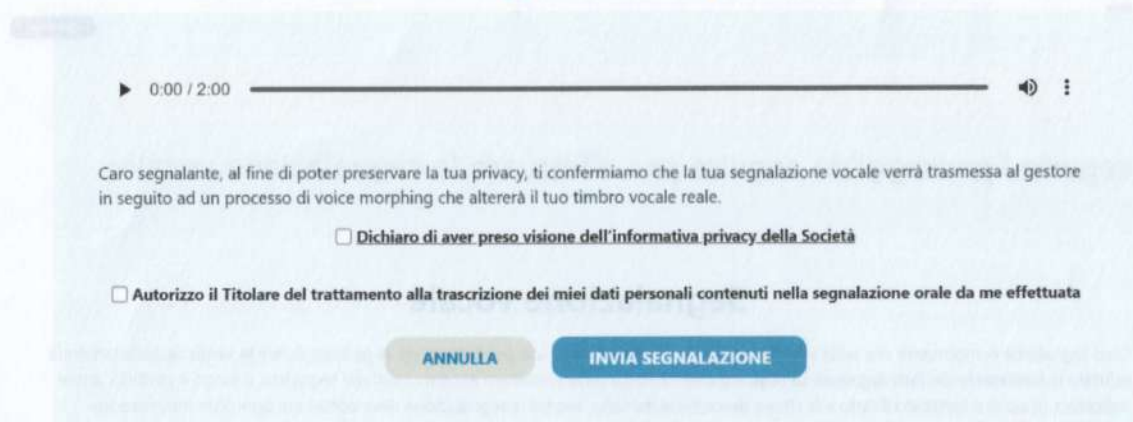 0:00 / 2:00
Caro segnalante, al fine di poter preservare la tua privacy, ti confermiamo che la tua segnalazione vocale verrà trasmessa al gestore
in seguito ad un processo di voice morphing che altererà il tuo timbro vocale reale.
Dichiaro di aver preso visione dell'informativa privacy della Società
Autorizzo il Titolare del trattamento alla trascrizione dei miei dati personali contenuti nella segnalazione orale da me effettuata
ANNULLA INVIA SEGNALAZIONE